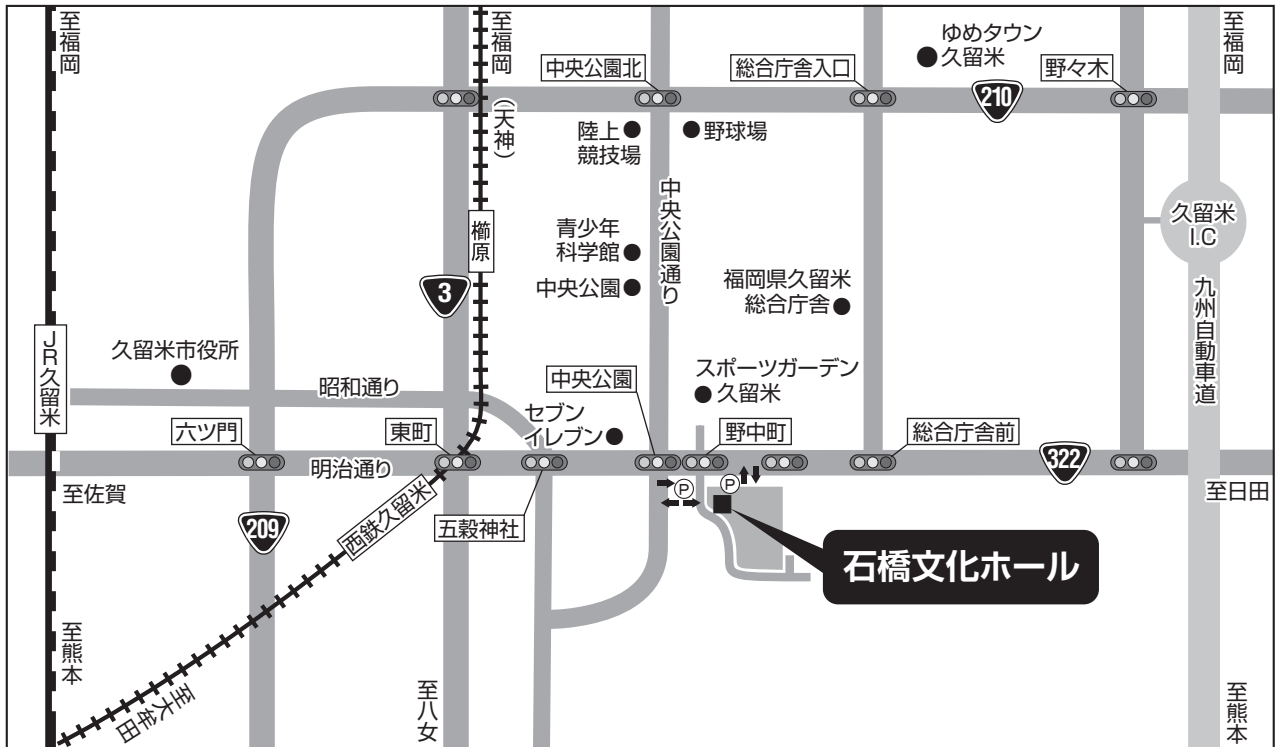 至福岡
至福岡
至福岡
ゆめタウン
久留米
中央公園北
総合庁舎入口
野々木
210
(天神)
陸上
競技場
野球場
櫛原
中央公園通り
青少年
科学館
中央公園
久留米
I.C
福岡県久留米
総合庁舎
3
九州自動車道
JR久留米
久留米市役所
昭和通り
スポーツガーデン
久留米
中央公園
セブン
イレブン
六ツ門
東町
野中町
総合庁舎前
明治通り
322
至佐賀
P
P
至日田
西鉄久留米
五穀神社
209
石橋文化ホール
至熊本
至大牟田
至八女
至熊本